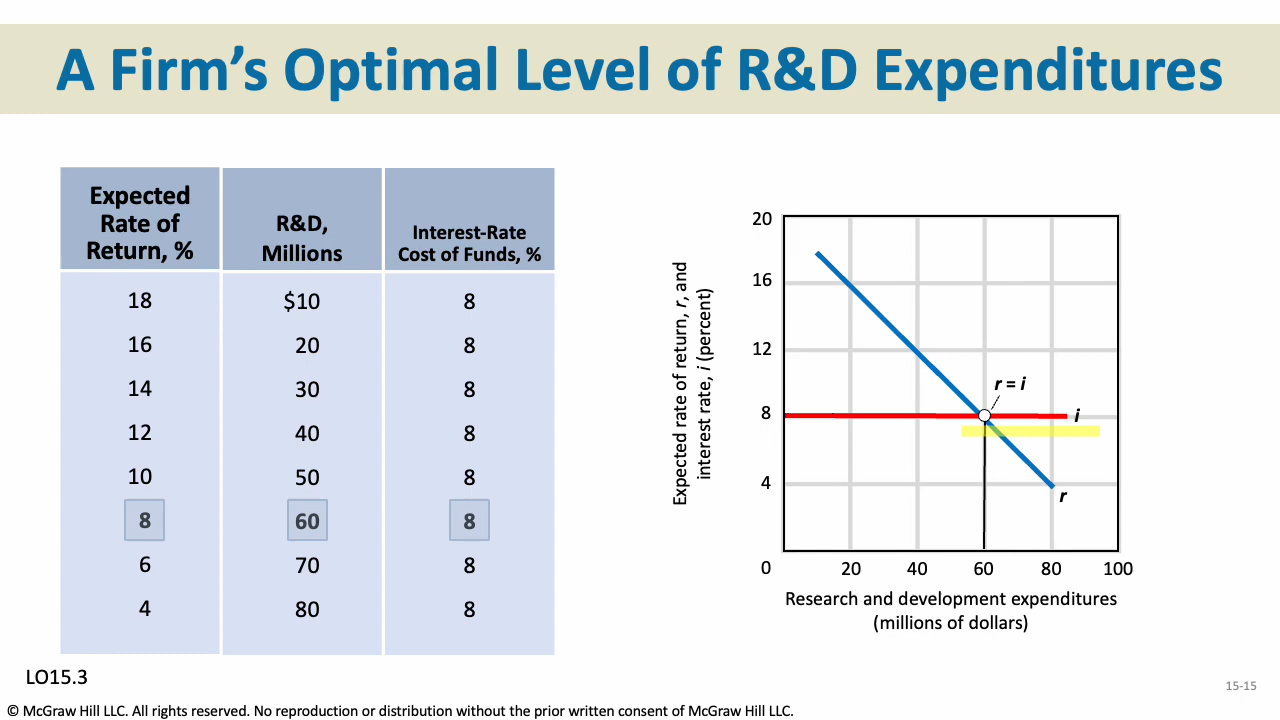 A Firm's Optimal Level of R&D Expenditures
Expected
Rate of
Return, %
R&D,
Millions
Interest-Rate
Cost of Funds, %
18 $10 8
16 20 8
14 30 8
12 40 8
10 50 8
8 60 8
6 70 8
4 80 8
Expected rate of return, r, and
interest rate, i (percent)
20
16
12
8
4
0
r = i
i
r
20 40 60 80 100
Research and development expenditures
(millions of dollars)
LO15.3
15-15
© McGraw Hill LLC. All rights reserved. No reproduction or distribution without the prior written consent of McGraw Hill LLC.